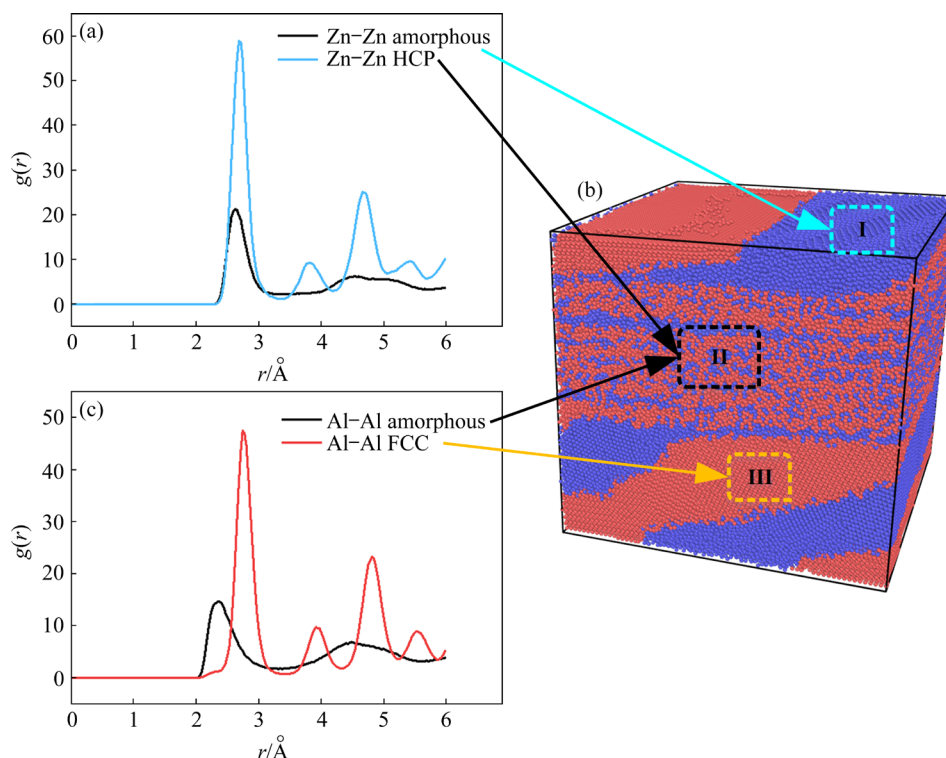 (a)
Zn−Zn amorphous
Zn−Zn HCP
60
50
40
30
20
10
0
g(r)
0 1 2 3 4 5 6
r/Å
(b)
I
II
III
(c)
Al−Al amorphous
Al−Al FCC
50
40
30
20
10
0
g(r)
0 1 2 3 4 5 6
r/Å